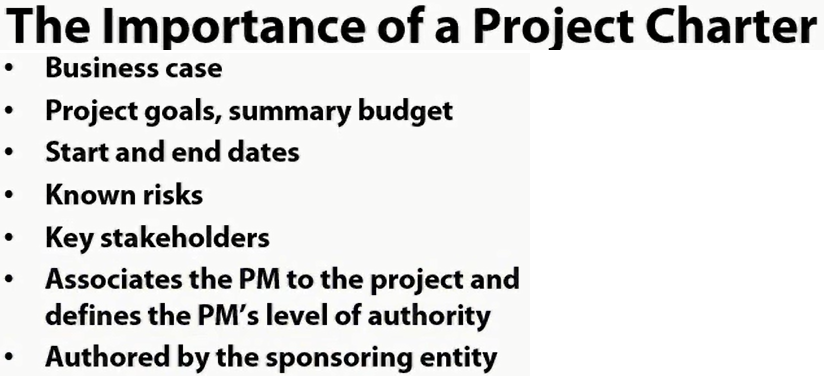 The Importance of a Project Charter
• Business case
• Project goals, summary budget
• Start and end dates
• Known risks
• Key stakeholders
• Associates the PM to the project and
defines the PM’s level of authority
• Authored by the sponsoring entity